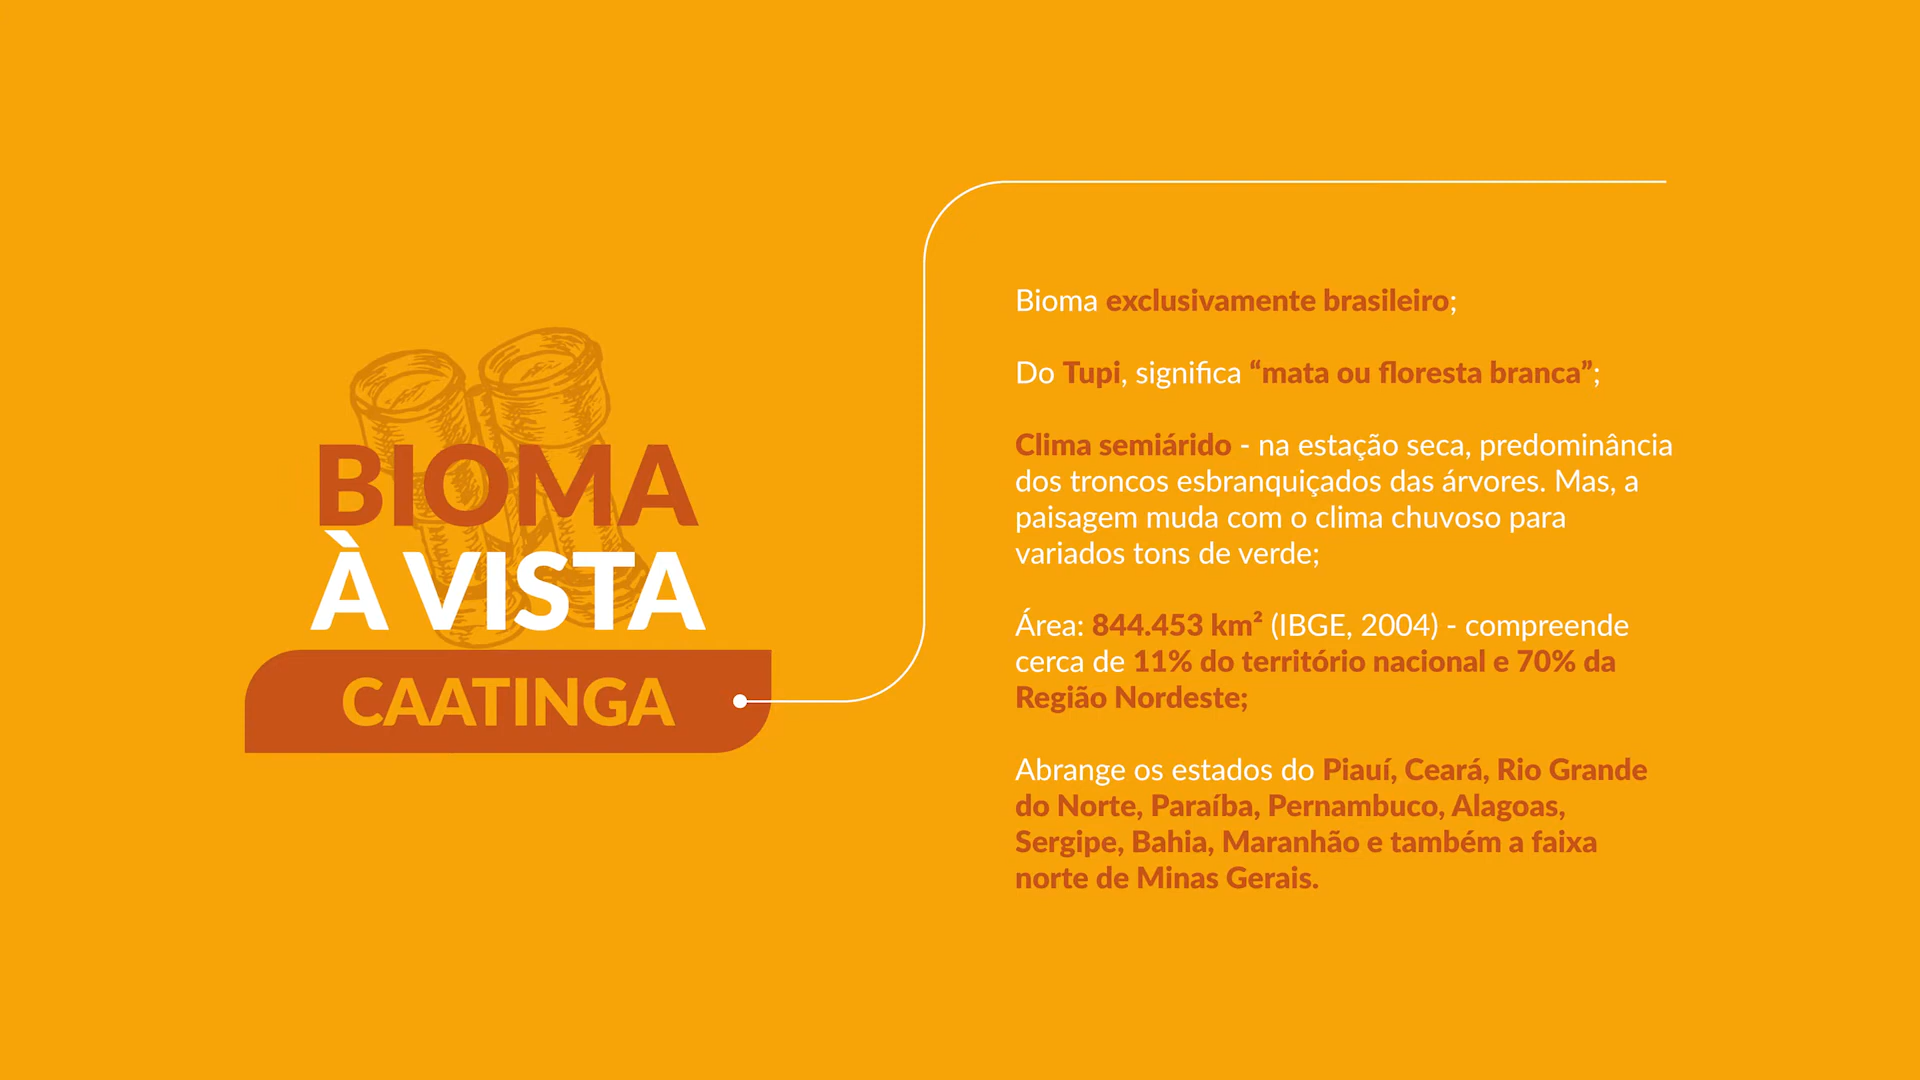 BIOMA
À VISTA
CAATINGA
Bioma exclusivamente brasileiro;
Do Tupi, significa “mata ou floresta branca”;
Clima semiárido - na estação seca, predominância
dos troncos esbranquiçados das árvores. Mas, a
paisagem muda com o clima chuvoso para
variados tons de verde;
Área: 844.453 km² (IBGE, 2004) - compreende
cerca de 11% do território nacional e 70% da
Região Nordeste;
Abrange os estados do Piauí, Ceará, Rio Grande
do Norte, Paraíba, Pernambuco, Alagoas,
Sergipe, Bahia, Maranhão e também a faixa
norte de Minas Gerais.